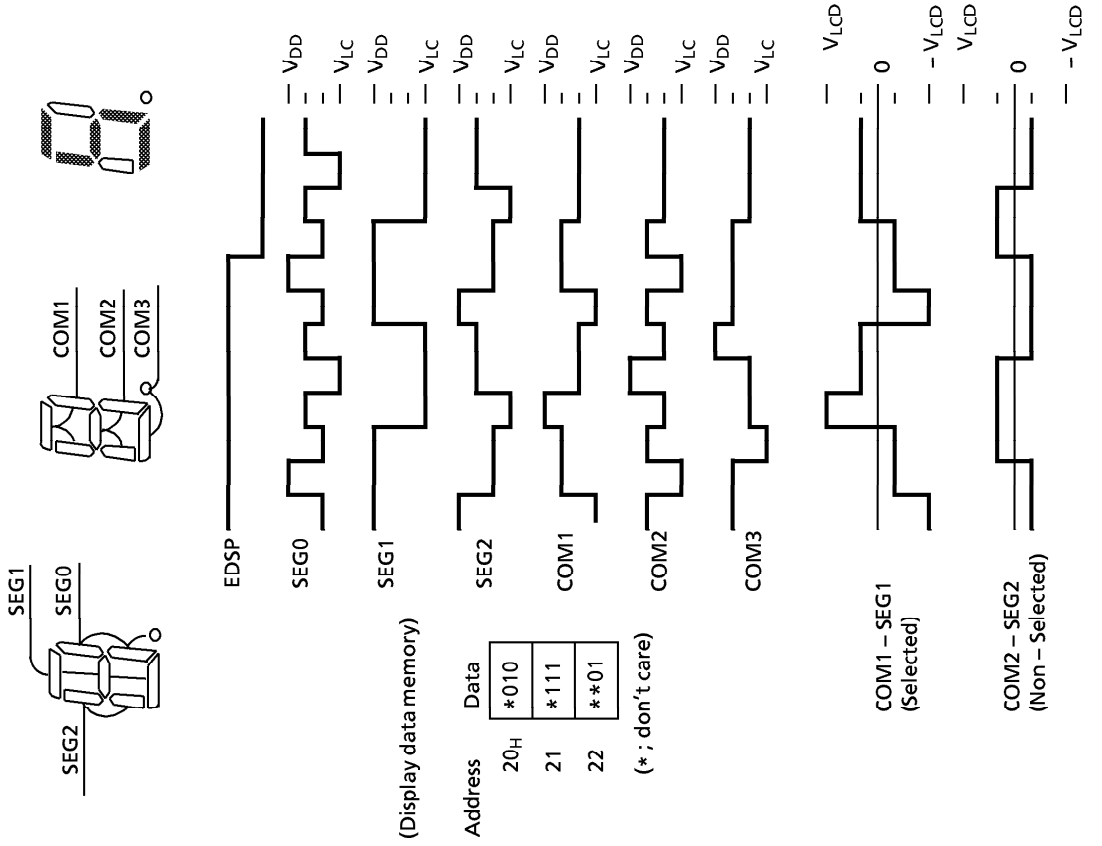 SEG1
SEG0
SEG2
COM1
COM2
COM3
(Display data memory)
Address Data
20H *010
21 *111
22 **01
(* ; don't care)
EDSP
SEG0
VDD
VLC
SEG1
VDD
VLC
SEG2
VDD
VLC
COM1
VDD
VLC
COM2
VDD
VLC
COM3
VDD
VLC
COM1 – SEG1
(Selected)
VLCD
0
– VLCD
COM2 – SEG2
(Non – Selected)
VLCD
0
– VLCD